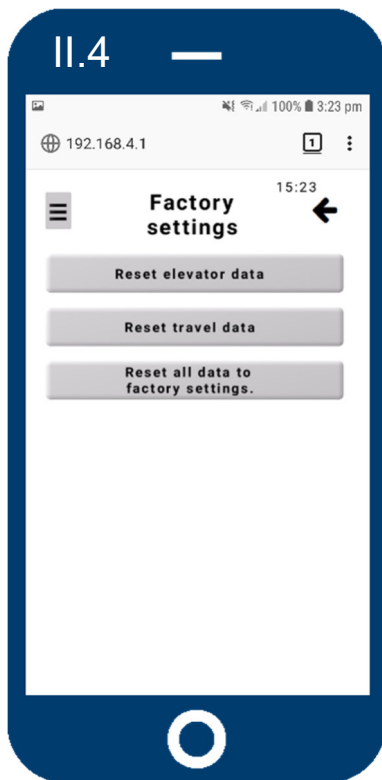 II.4
100% 3:23 pm
192.168.4.1
1
15:23
Factory
settings
Reset elevator data
Reset travel data
Reset all data to
factory settings.